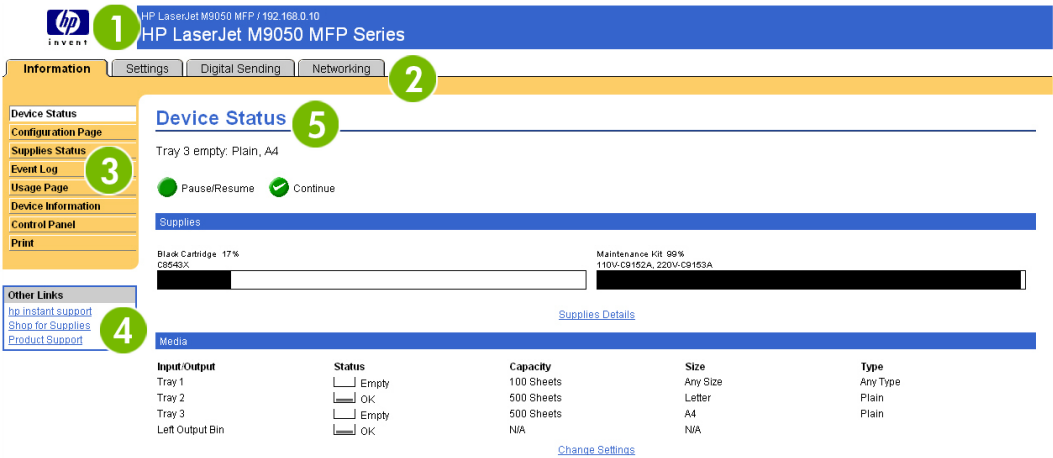 hp
invent
1
HP LaserJet M9050 MFP / 192.168.0.10
HP LaserJet M9050 MFP Series
Information Settings Digital Sending Networking
2
Device Status
Configuration Page
Supplies Status
Event Log
Usage Page
Device Information
Control Panel
Print
3
Other Links
hp instant support
Shop for Supplies
Product Support
4
Device Status
5
Tray 3 empty: Plain, A4
Pause/Resume Continue
Supplies
Black Cartridge 17%
C8543X
Maintenance Kit 99%
110V-C9152A, 220V-C9153A
Supplies Details
Media
Input/Output Status Capacity Size Type
Tray 1 Empty 100 Sheets Any Size Any Type
Tray 2 OK 500 Sheets Letter Plain
Tray 3 Empty 500 Sheets A4 Plain
Left Output Bin OK N/A N/A
Change Settings